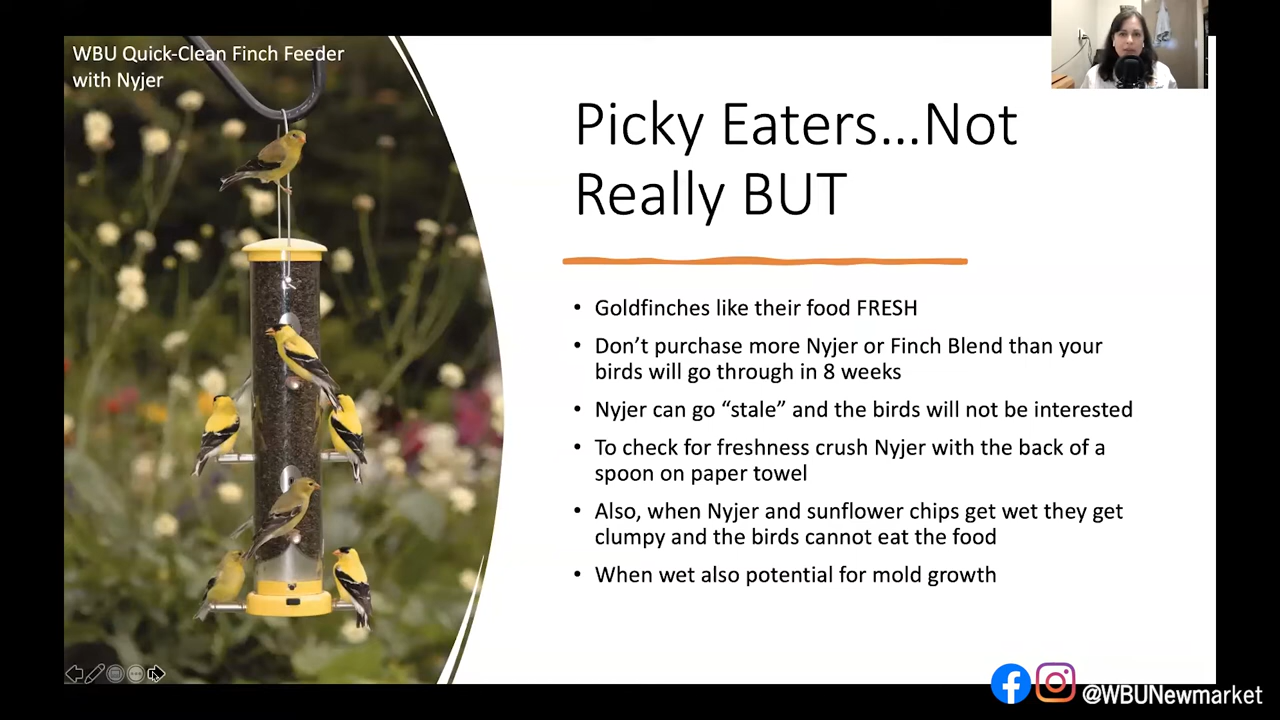 WBU Quick-Clean Finch Feeder
with Nyjer
Picky Eaters...Not
Really BUT
• Goldfinches like their food FRESH
• Don’t purchase more Nyjer or Finch Blend than your
birds will go through in 8 weeks
• Nyjer can go “stale” and the birds will not be interested
• To check for freshness crush Nyjer with the back of a
spoon on paper towel
• Also, when Nyjer and sunflower chips get wet they get
clumpy and the birds cannot eat the food
• When wet also potential for mold growth
@WBUNewmarket